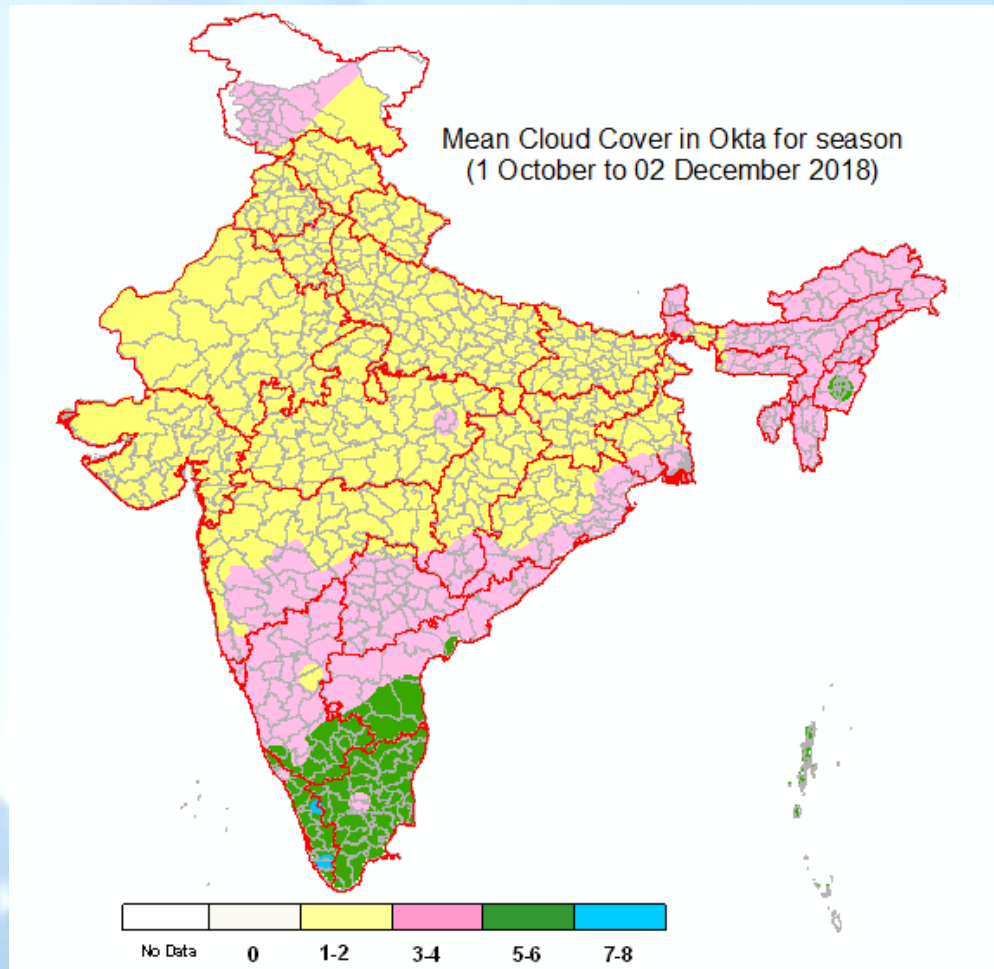 Mean Cloud Cover in Okta for season
(1 October to 02 December 2018)
No Data 0 1-2 3-4 5-6 7-8